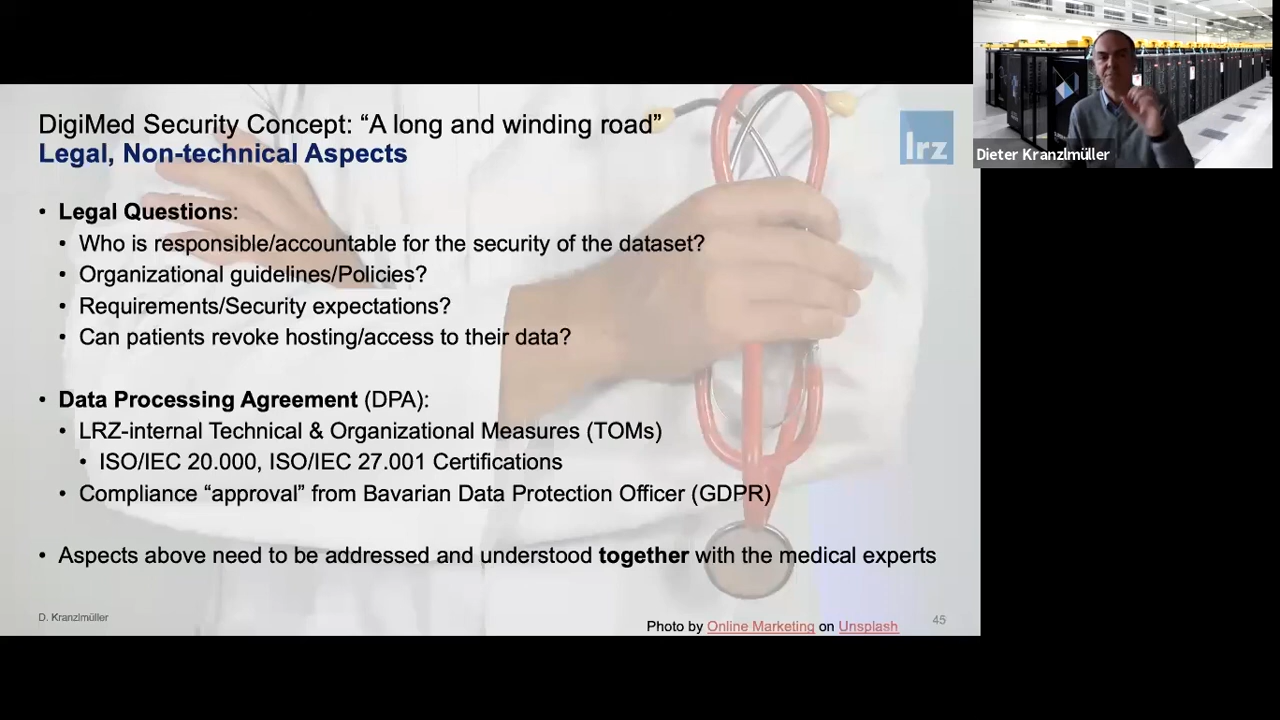 DigiMed Security Concept: “A long and winding road”
Legal, Non-technical Aspects
lrz
Dieter Kranzlmüller
• Legal Questions:
• Who is responsible/accountable for the security of the dataset?
• Organizational guidelines/Policies?
• Requirements/Security expectations?
• Can patients revoke hosting/access to their data?
• Data Processing Agreement (DPA):
• LRZ-internal Technical & Organizational Measures (TOMs)
• ISO/IEC 20.000, ISO/IEC 27.001 Certifications
• Compliance “approval” from Bavarian Data Protection Officer (GDPR)
• Aspects above need to be addressed and understood together with the medical experts
D. Kranzlmüller
Photo by Online Marketing on Unsplash
45